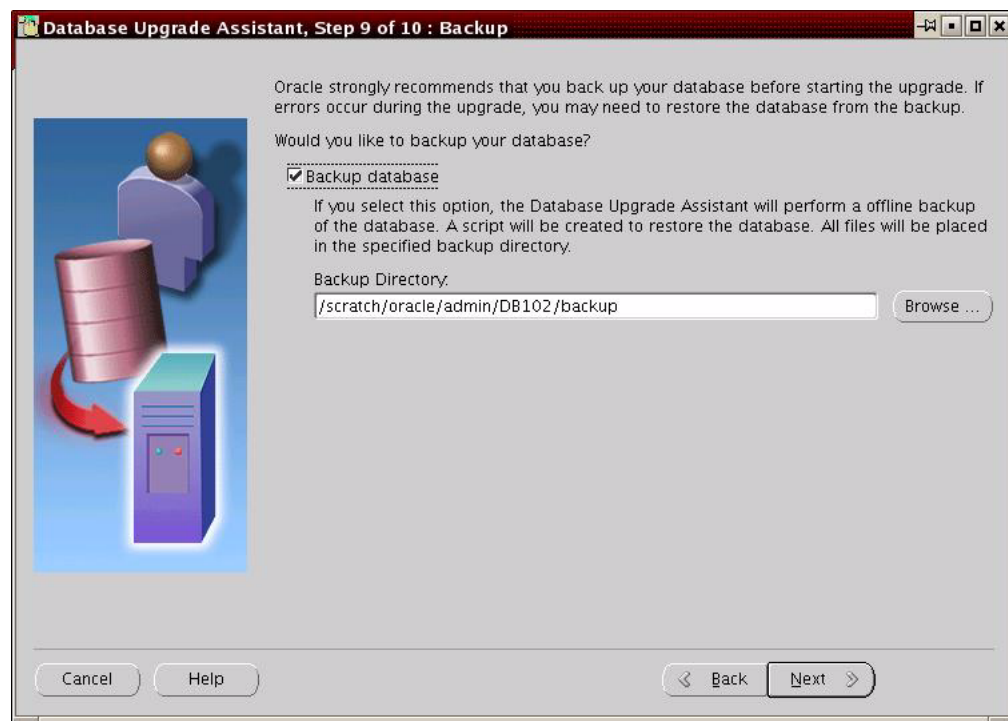 Database Upgrade Assistant, Step 9 of 10 : Backup
Oracle strongly recommends that you back up your database before starting the upgrade. If
errors occur during the upgrade, you may need to restore the database from the backup.
Would you like to backup your database?
Backup database
If you select this option, the Database Upgrade Assistant will perform a offline backup
of the database. A script will be created to restore the database. All files will be placed
in the specified backup directory.
Backup Directory:
/scratch/oracle/admin/DB102/backup
Browse ...
Cancel
Help
Back
Next